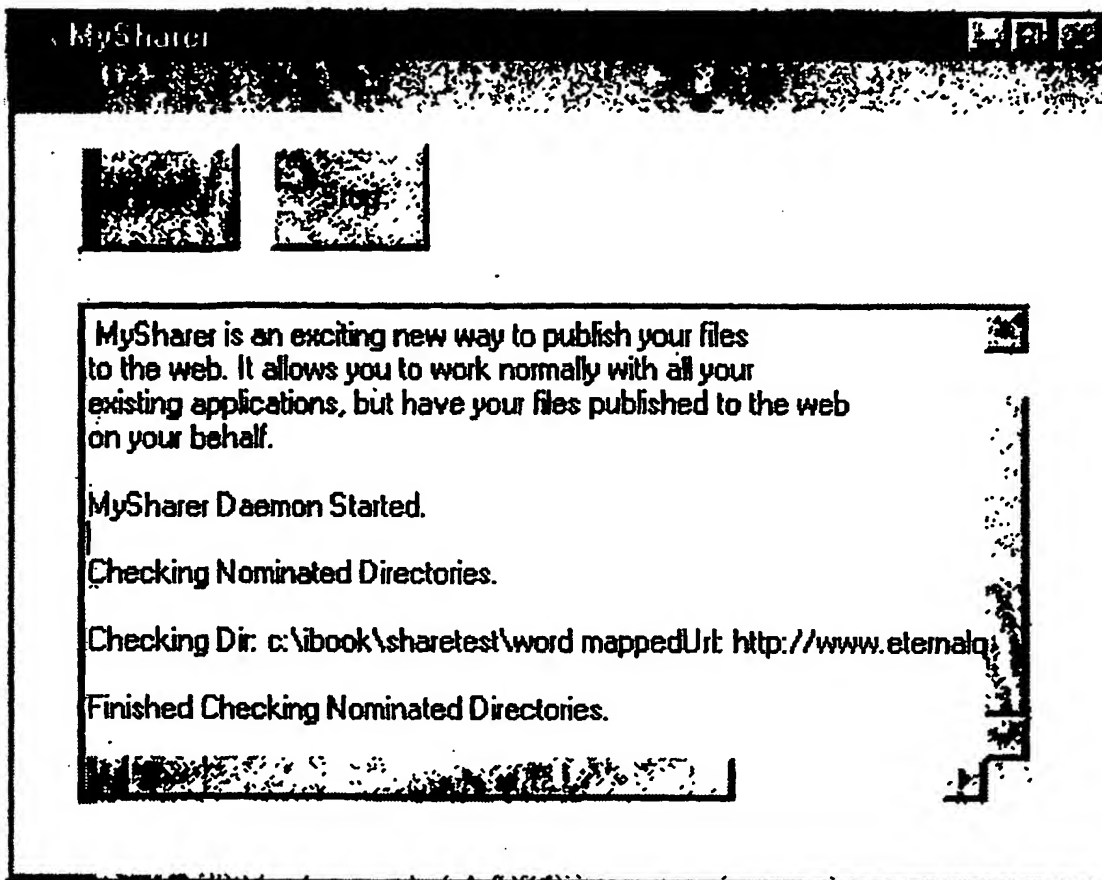 MySharer
Stop
MySharer is an exciting new way to publish your files
to the web. It allows you to work normally with all your
existing applications, but have your files published to the web
on your behalf.
MySharer Daemon Started.
Checking Nominated Directories.
Checking Dir: c:\ibook\sharetest\word mappedUrl: http://www.eternalq
Finished Checking Nominated Directories.